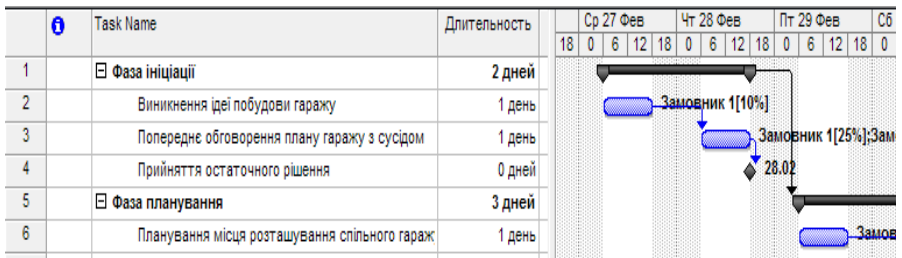 Task Name Длительность Ср 27 Фев Чт 28 Фев Пт 29 Фев Сб
18 0 6 12 18 0 6 12 18 0 6 12 18 0
1 Фаза ініціації 2 дней
2 Виникнення ідеї побудови гаражу 1 день Замовник 1[10%]
3 Попереднє обговорення плану гаражу з сусідом 1 день Замовник 1[25%];Замо
4 Прийняття остаточного рішення 0 дней 28.02
5 Фаза планування 3 дней
6 Планування місця розташування спільного гараж 1 день Замов